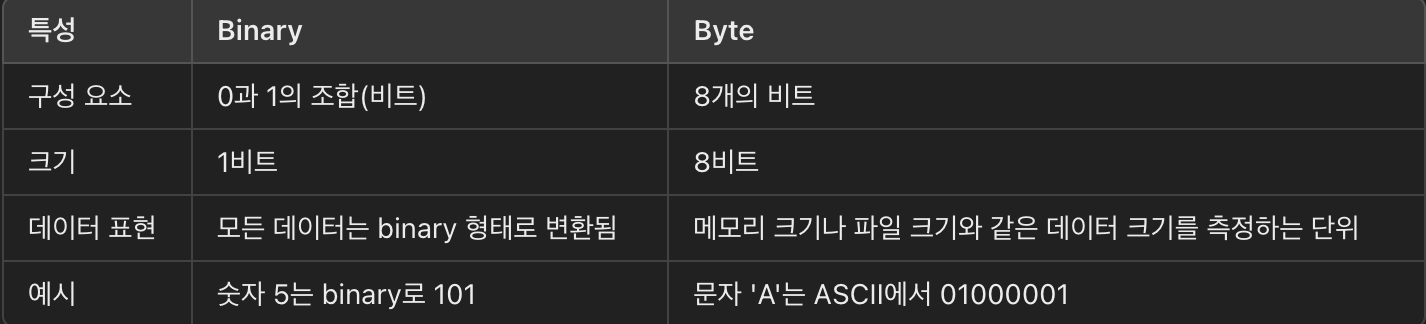 특성 Binary Byte
구성 요소 0과 1의 조합(비트) 8개의 비트
크기 1비트 8비트
데이터 표현 모든 데이터는 binary 형태로 변환됨 메모리 크기나 파일 크기와 같은 데이터 크기를 측정하는 단위
예시 숫자 5는 binary로 101 문자 'A'는 ASCII에서 01000001